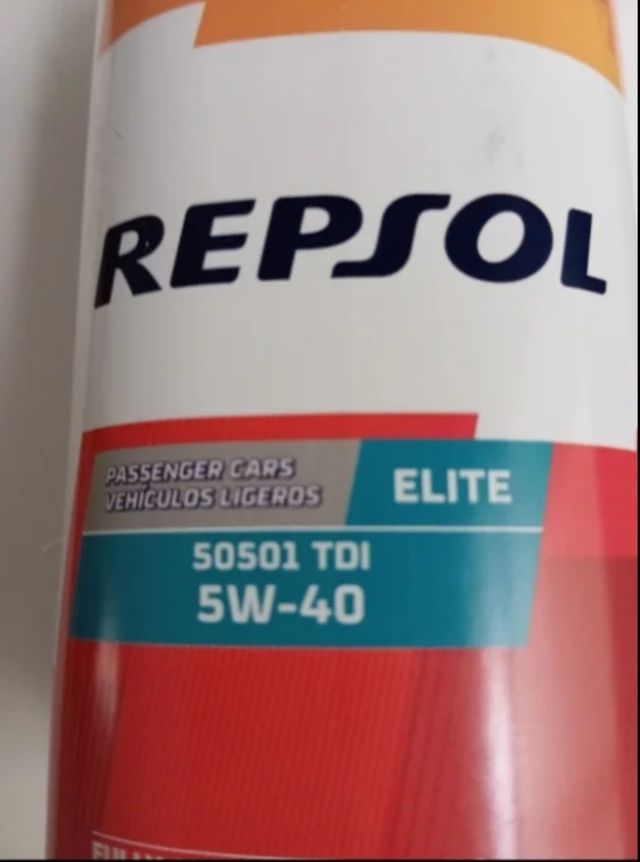 REPSOL
PASSENGER CARS
VEHÍCULOS LIGEROS
ELITE
50501 TDI
5W-40